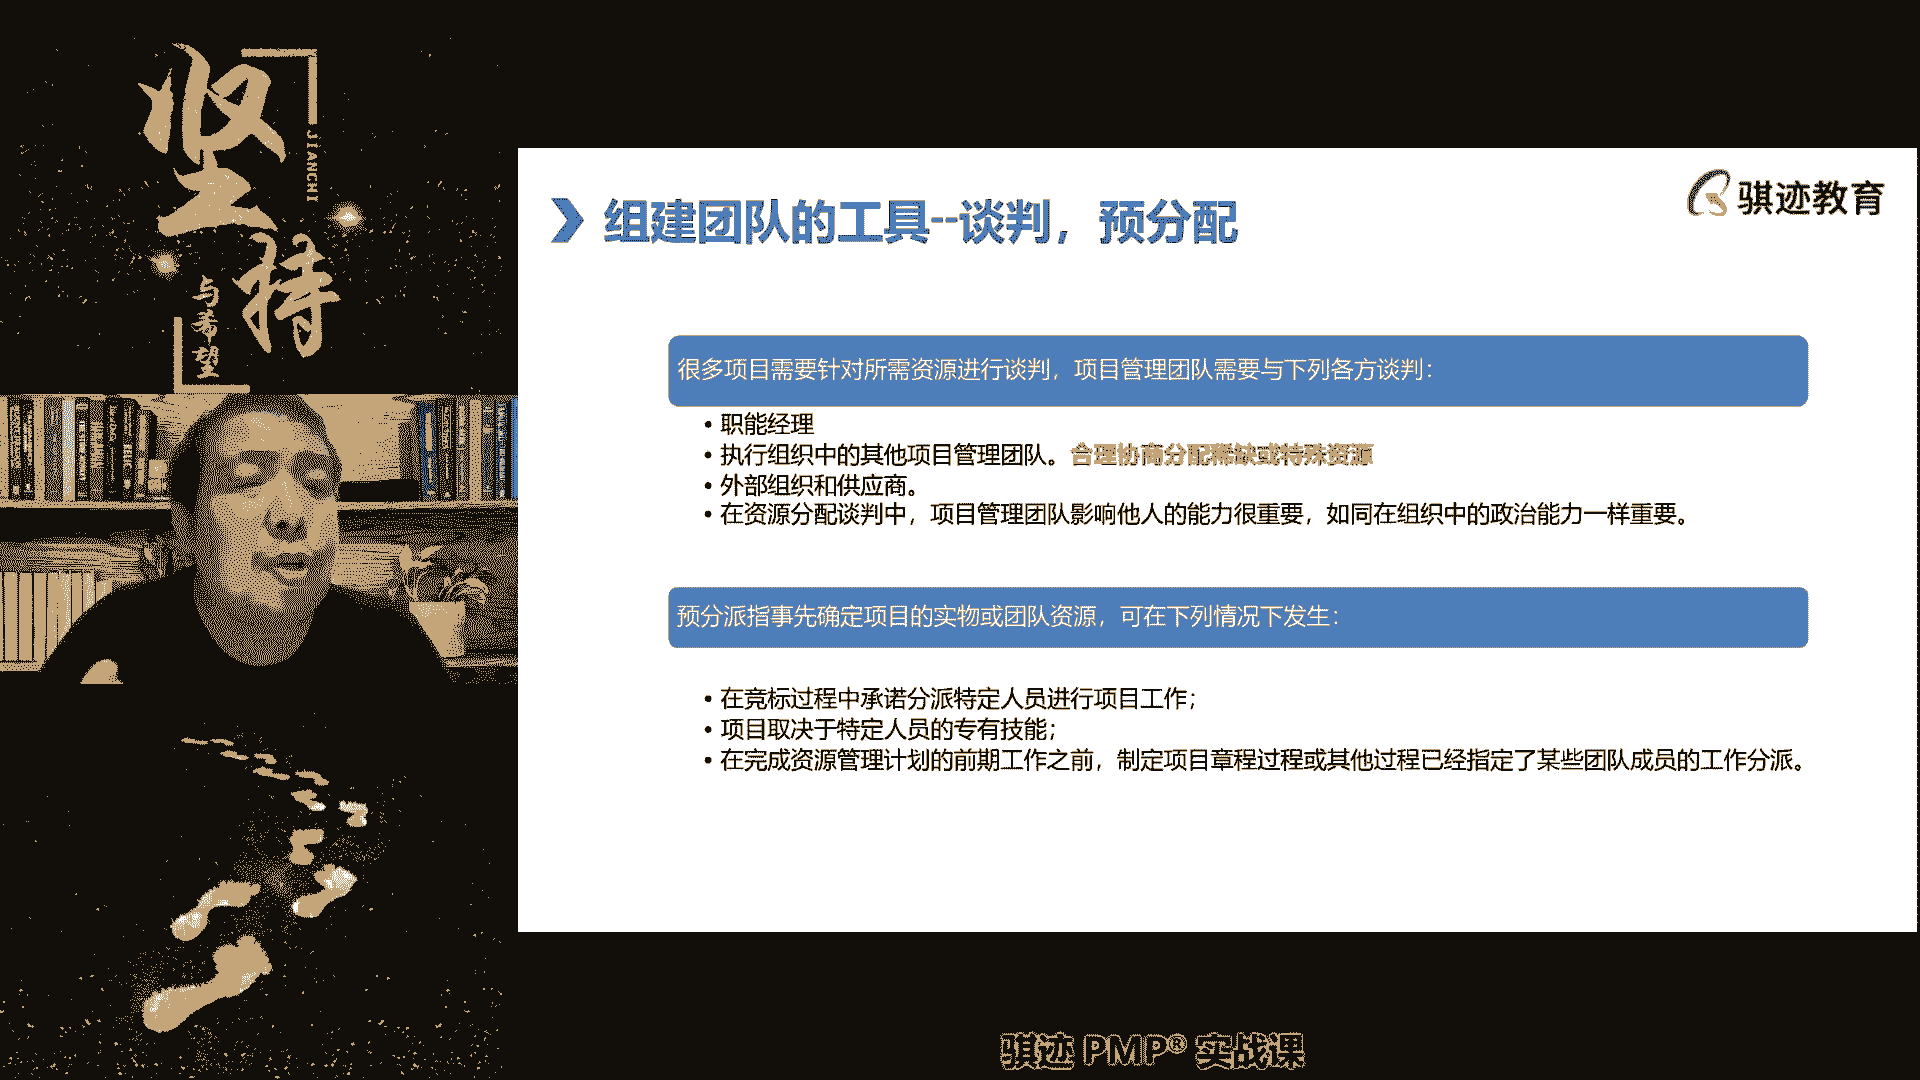 坚持
JIANCHI
与希望
骐迹教育
组建团队的工具--谈判，预分配
很多项目需要针对所需资源进行谈判，项目管理团队需要与下列各方谈判：
• 职能经理
• 执行组织中的其他项目管理团队。合理协商分配稀缺或特殊资源
• 外部组织和供应商。
• 在资源分配谈判中，项目管理团队影响他人的能力很重要，如同在组织中的政治能力一样重要。
预分派指事先确定项目的实物或团队资源，可在下列情况下发生：
• 在竞标过程中承诺分派特定人员进行项目工作；
• 项目取决于特定人员的专有技能；
• 在完成资源管理计划的前期工作之前，制定项目章程过程或其他过程已经指定了某些团队成员的工作分派。
骐迹 PMP® 实战课